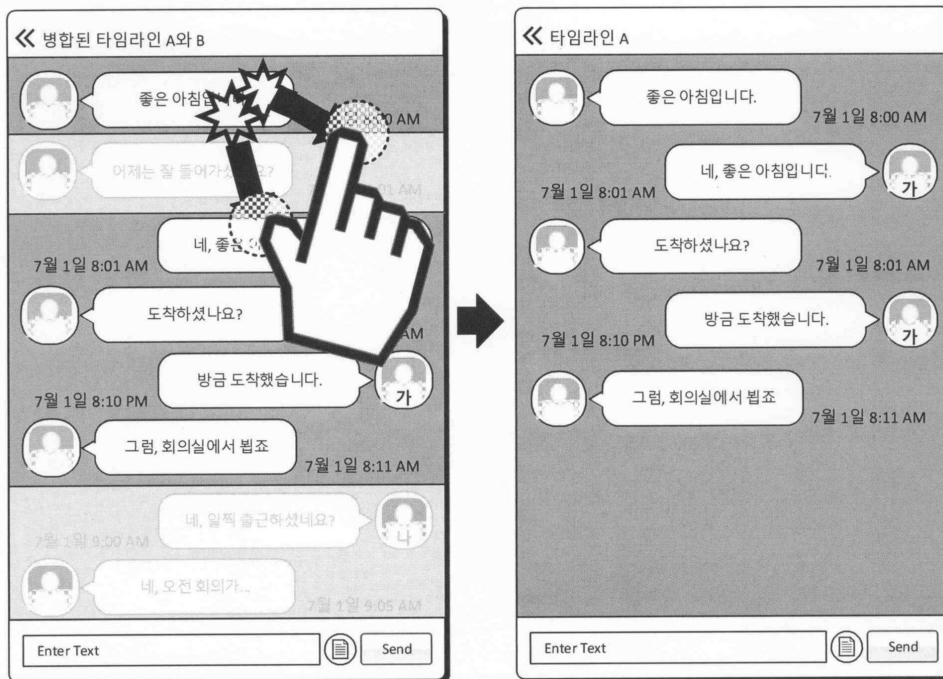 병합된 타임라인 A와 B
좋은 아침입니
AM
어제는 잘 들어가셨 요?
01 AM
네, 좋은
7월 1일 8:01 AM
도착하셨나요?
AM
방금 도착했습니다.
7월 1일 8:10 PM
가
그럼, 회의실에서 뵙죠
7월 1일 8:11 AM
네, 일찍 출근하셨네요?
7월 1일 9:00 AM
나
네, 오전 회의가...
7월 1일 9:05 AM
Enter Text
Send
타임라인 A
좋은 아침입니다.
7월 1일 8:00 AM
네, 좋은 아침입니다.
7월 1일 8:01 AM
가
도착하셨나요?
7월 1일 8:01 AM
방금 도착했습니다.
7월 1일 8:10 PM
가
그럼, 회의실에서 뵙죠
7월 1일 8:11 AM
Enter Text
Send